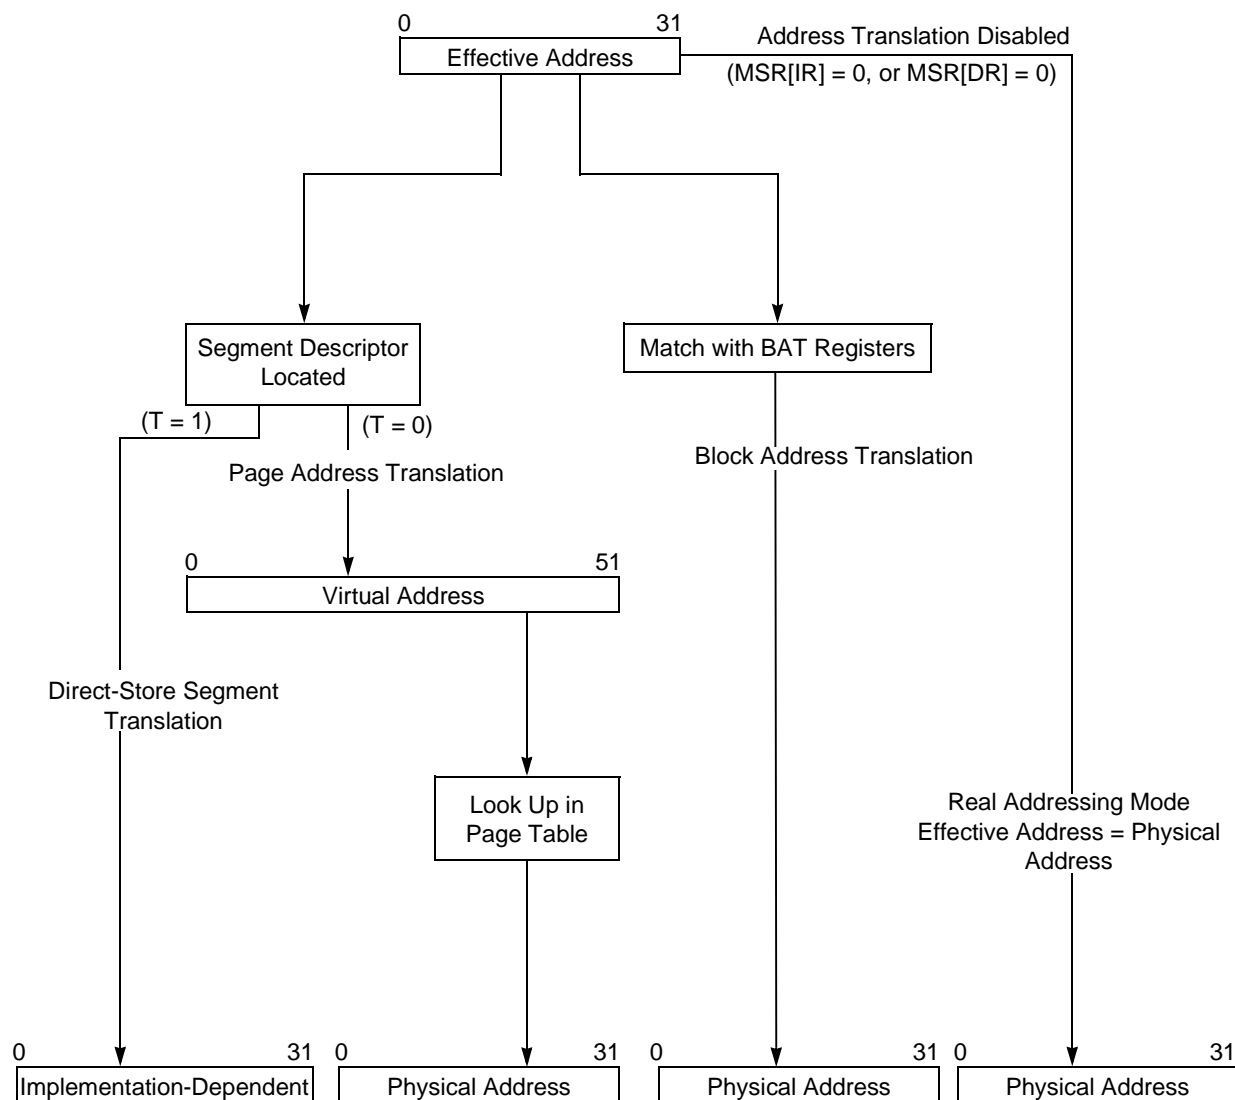 0 31
Effective Address
Address Translation Disabled
(MSR[IR] = 0, or MSR[DR] = 0)
Segment Descriptor
Located
Match with BAT Registers
(T = 1)
(T = 0)
Page Address Translation
Block Address Translation
0 51
Virtual Address
Direct-Store Segment
Translation
Look Up in
Page Table
Real Addressing Mode
Effective Address = Physical
Address
0 31
Implementation-Dependent
0 31
Physical Address
0 31
Physical Address
0 31
Physical Address